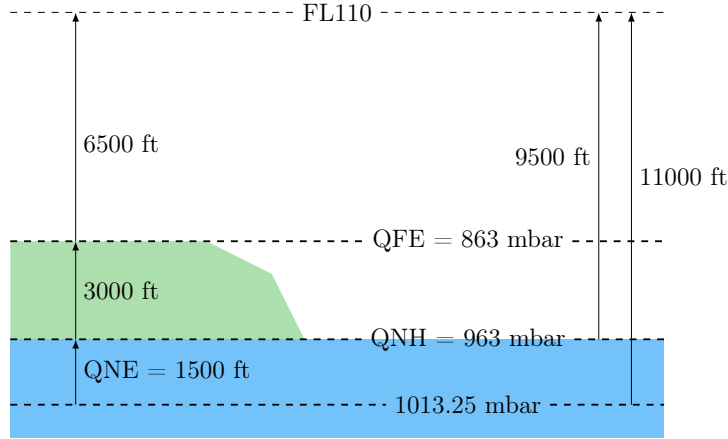 FL110
6500 ft
9500 ft
11000 ft
QFE = 863 mbar
3000 ft
QNH = 963 mbar
QNE = 1500 ft
1013.25 mbar